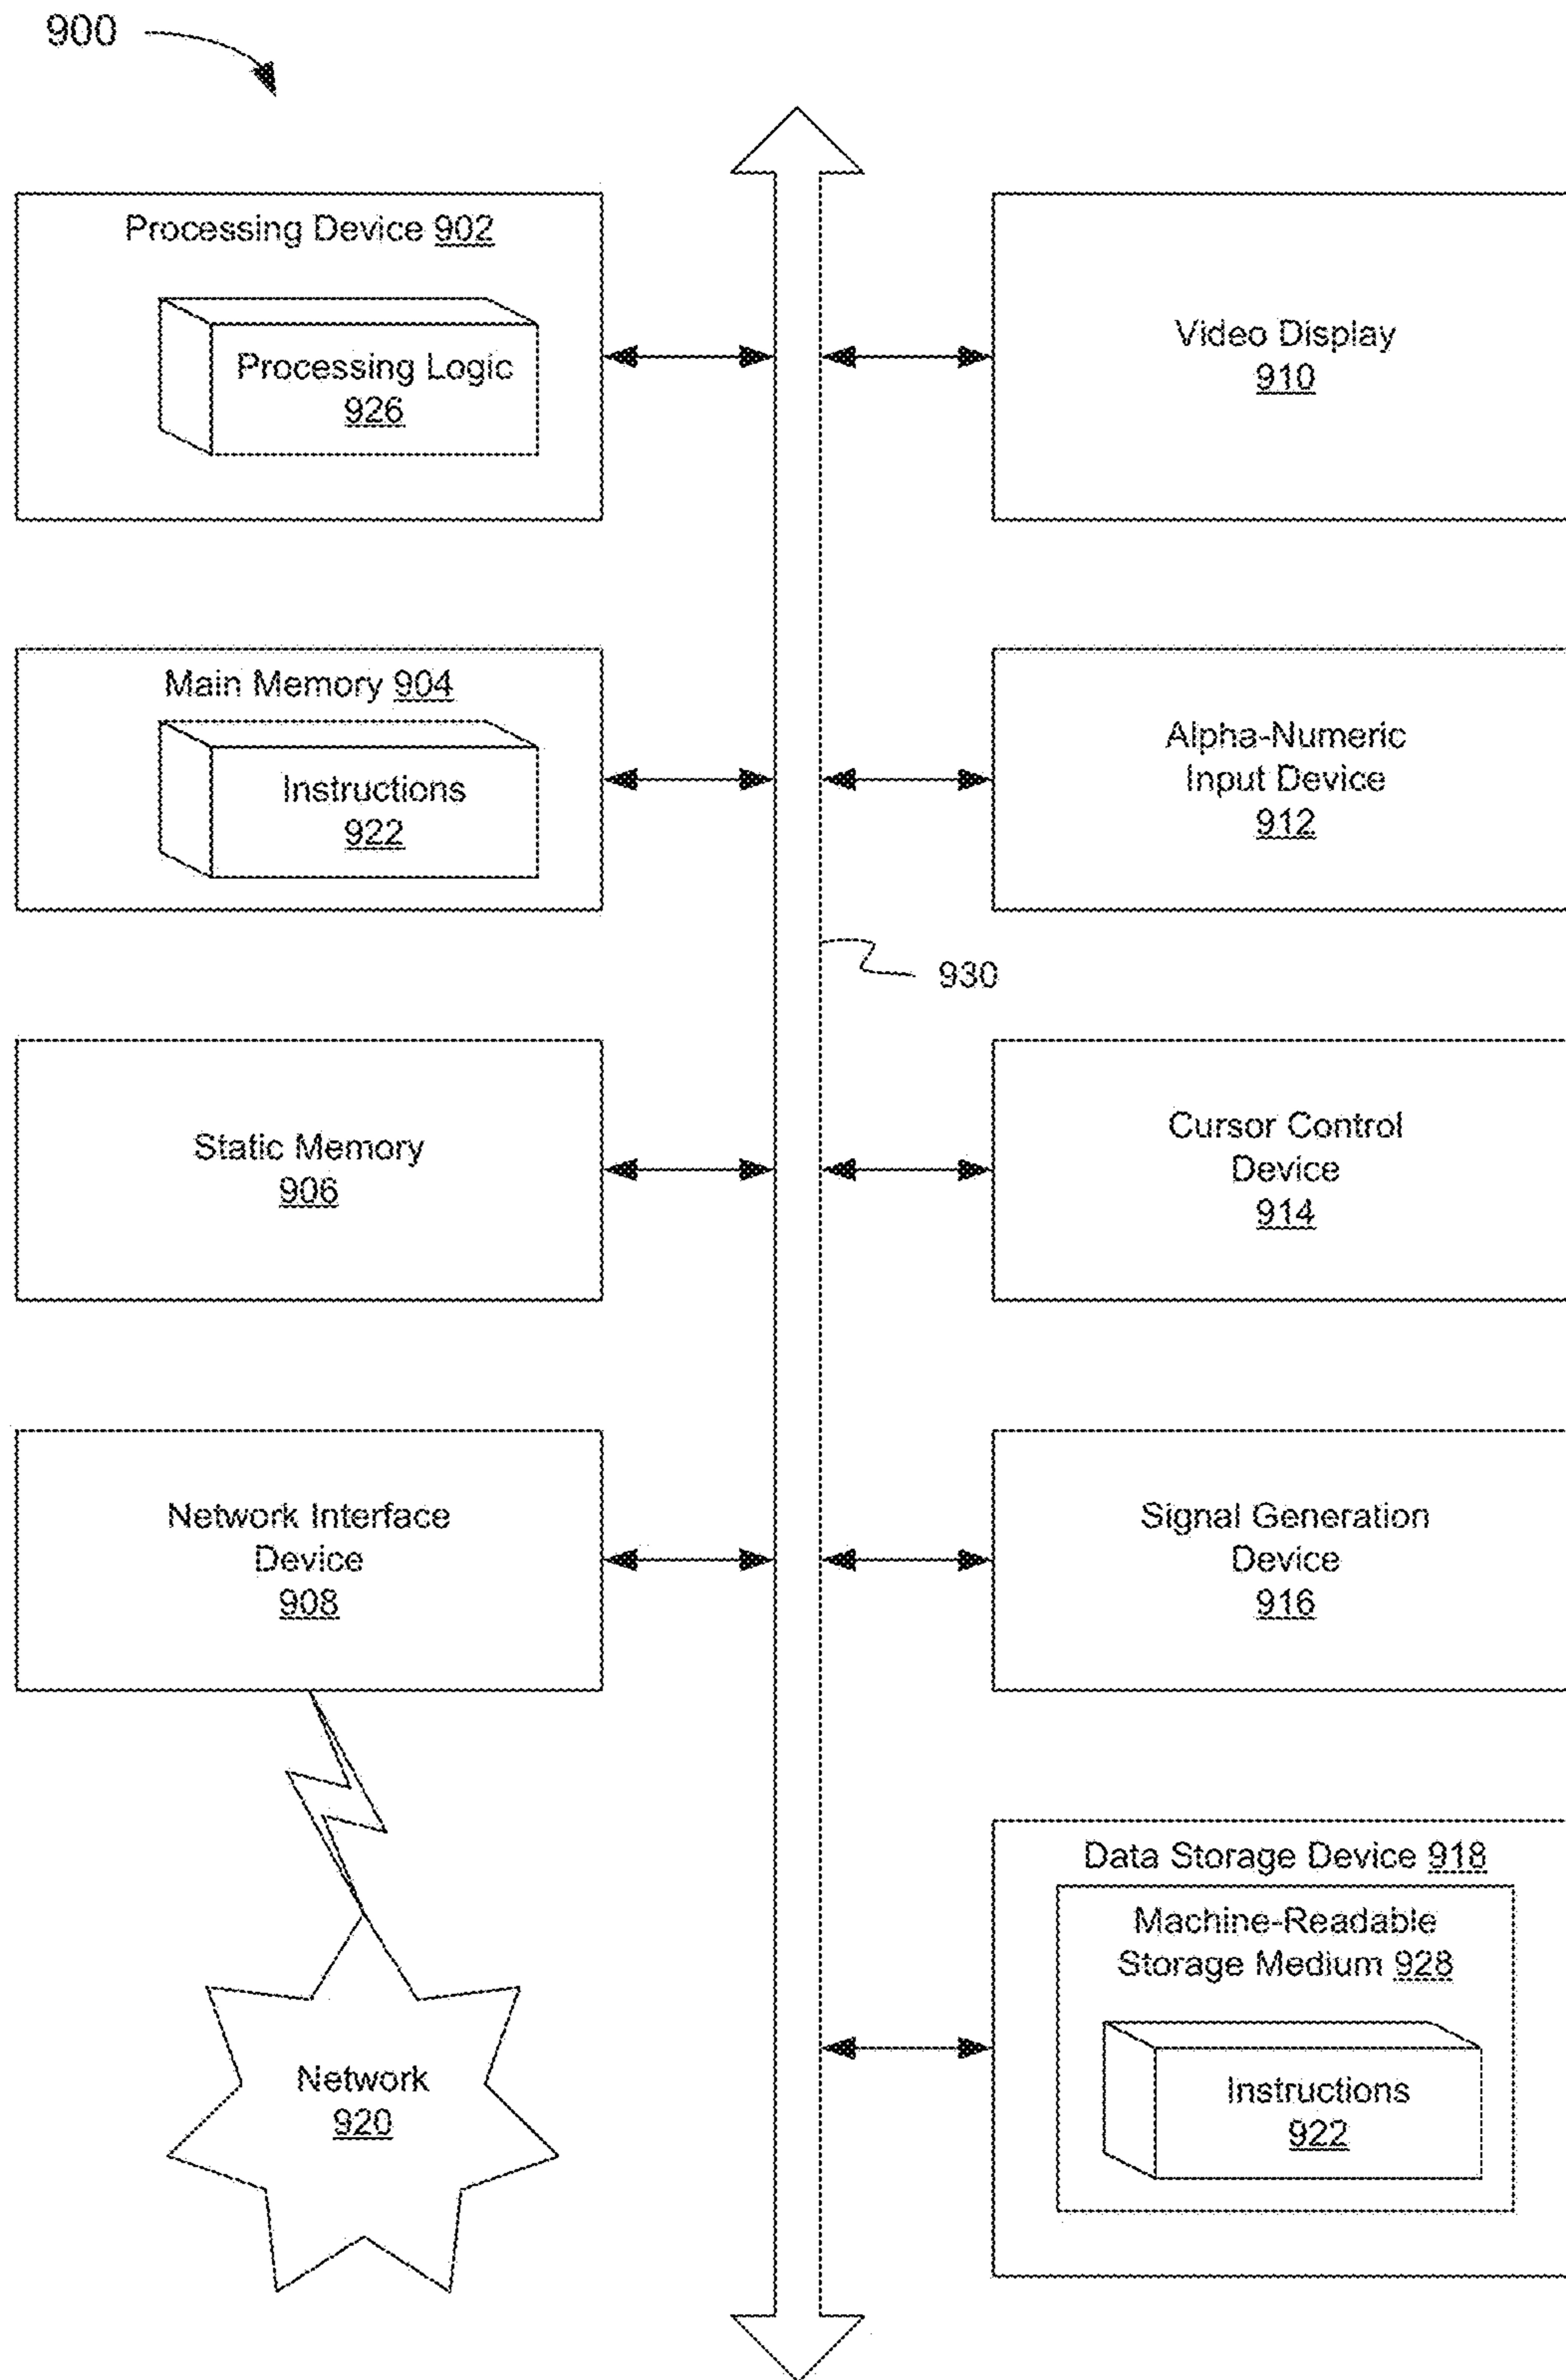 900
Processing Device 902
Processing Logic
926
Video Display
910
Main Memory 904
Instructions
922
Alpha-Numeric
Input Device
912
930
Static Memory
906
Cursor Control
Device
914
Network Interface
Device
908
Signal Generation
Device
916
Data Storage Device 918
Machine-Readable
Storage Medium 928
Instructions
922
Network
920